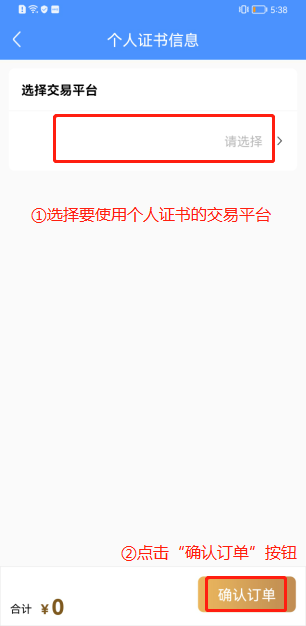 5:38
个人证书信息
选择交易平台
请选择
①选择要使用个人证书的交易平台
②点击“确认订单”按钮
合计 ¥0
确认订单